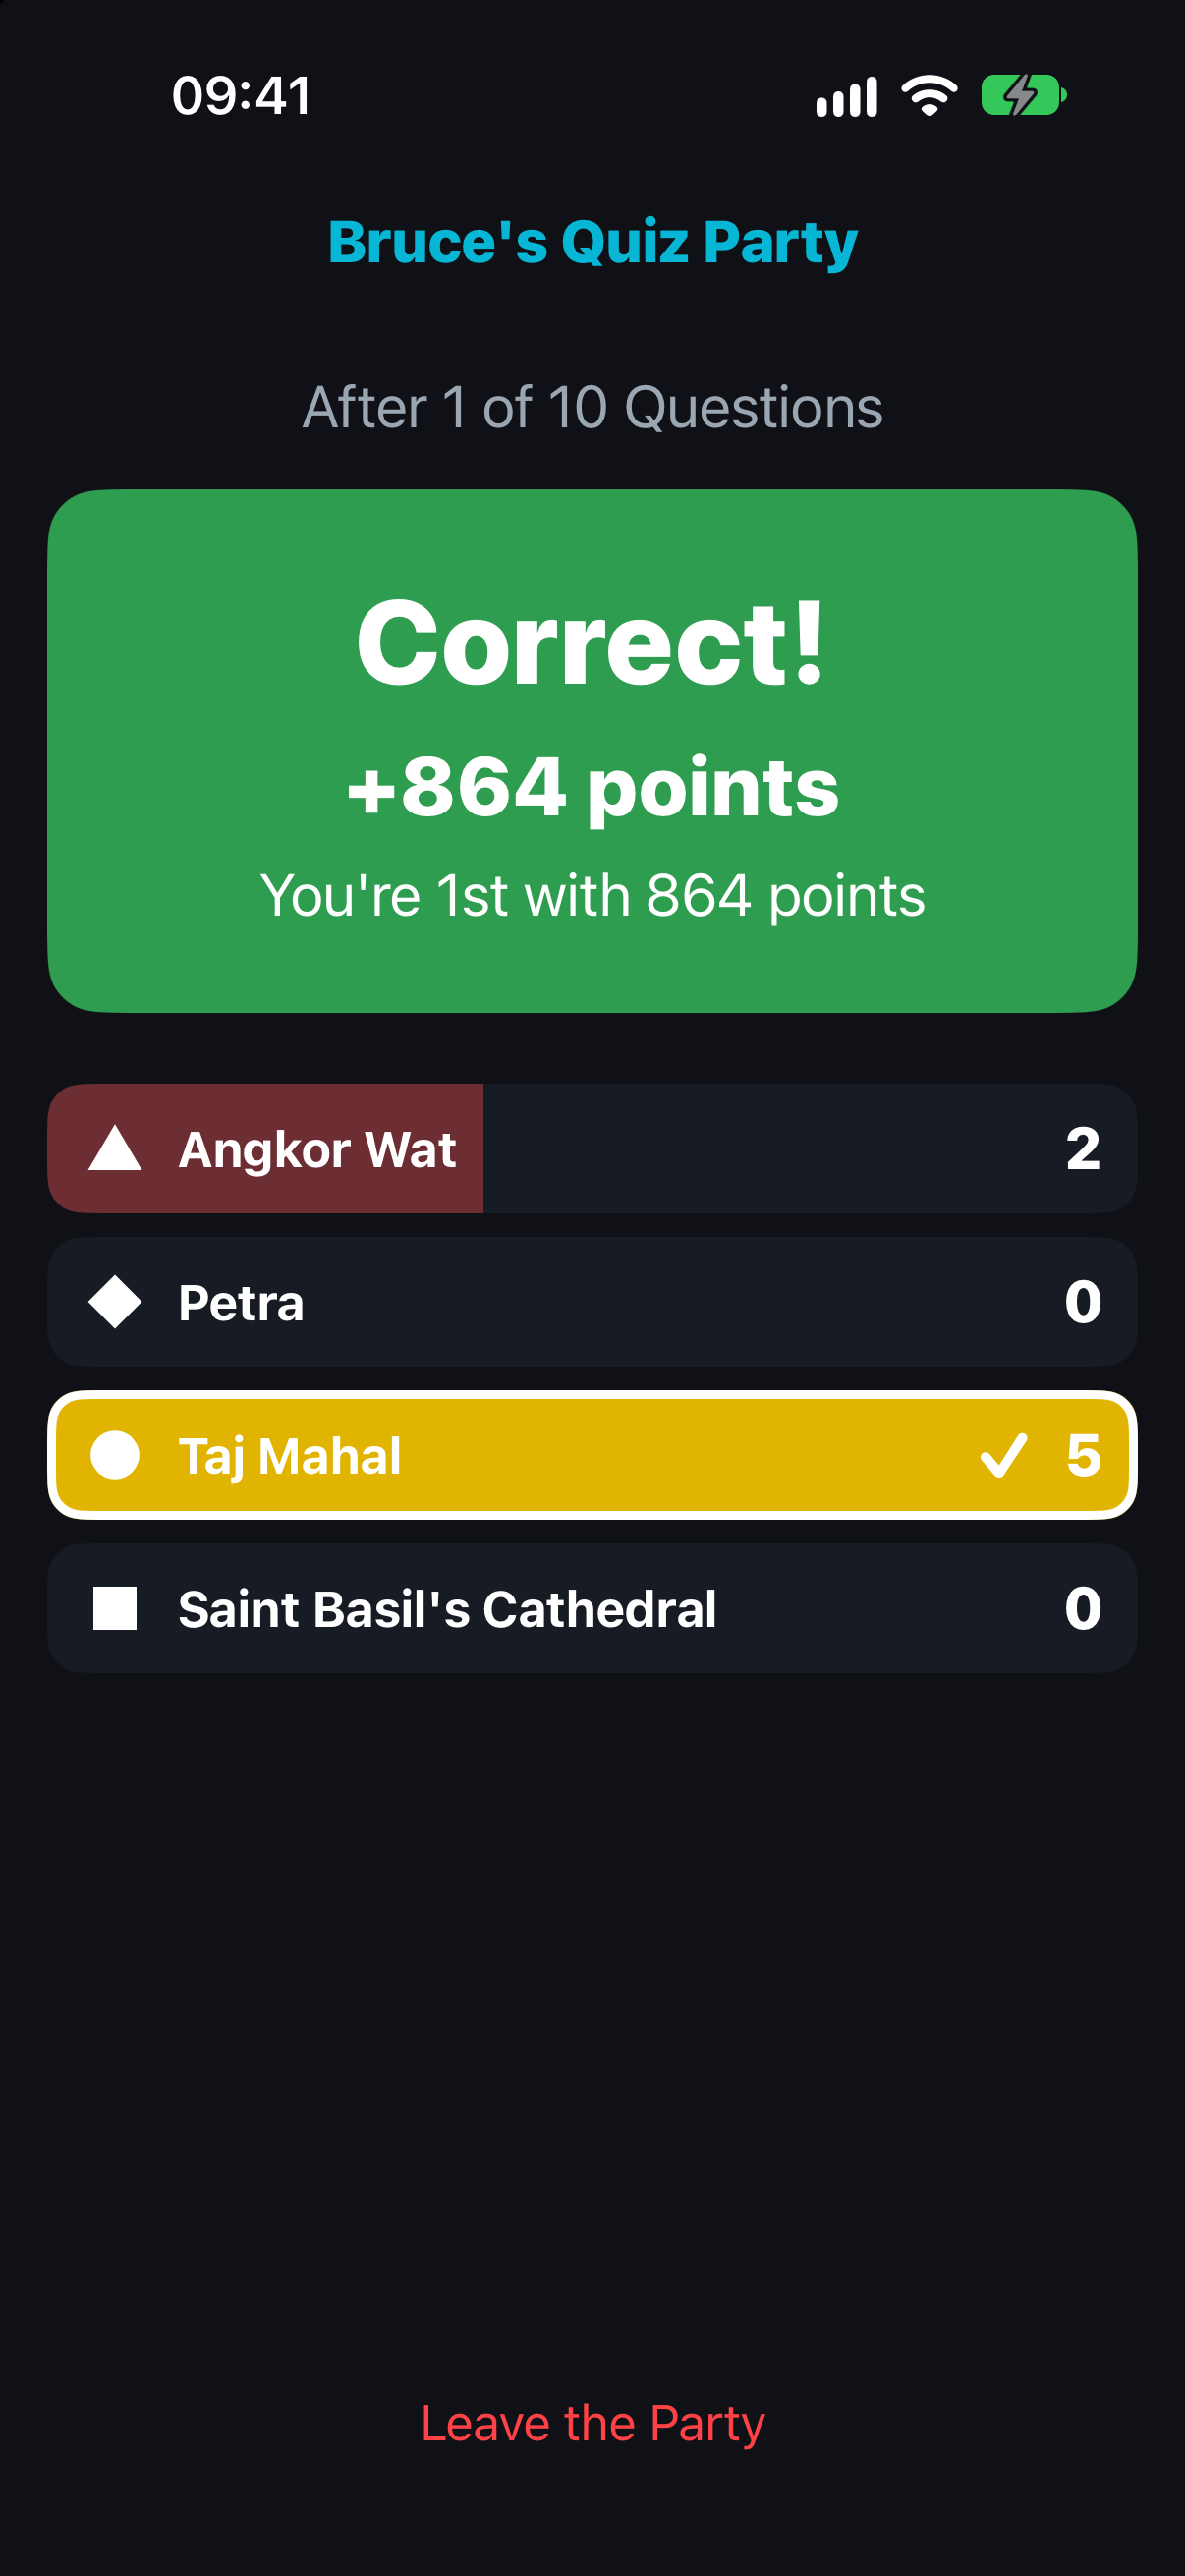 09:41
Bruce's Quiz Party
After 1 of 10 Questions
Correct!
+864 points
You're 1st with 864 points
Angkor Wat 2
Petra 0
Taj Mahal 5
Saint Basil's Cathedral 0
Leave the Party